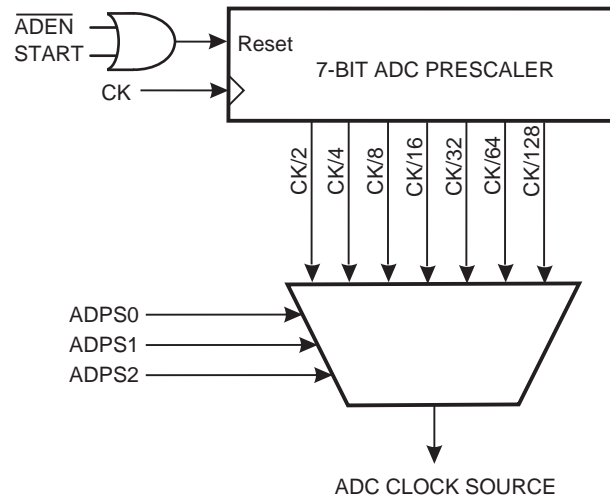 ADEN
START
Reset
7-BIT ADC PRESCALER
CK
CK/2
CK/4
CK/8
CK/16
CK/32
CK/64
CK/128
ADPS0
ADPS1
ADPS2
ADC CLOCK SOURCE